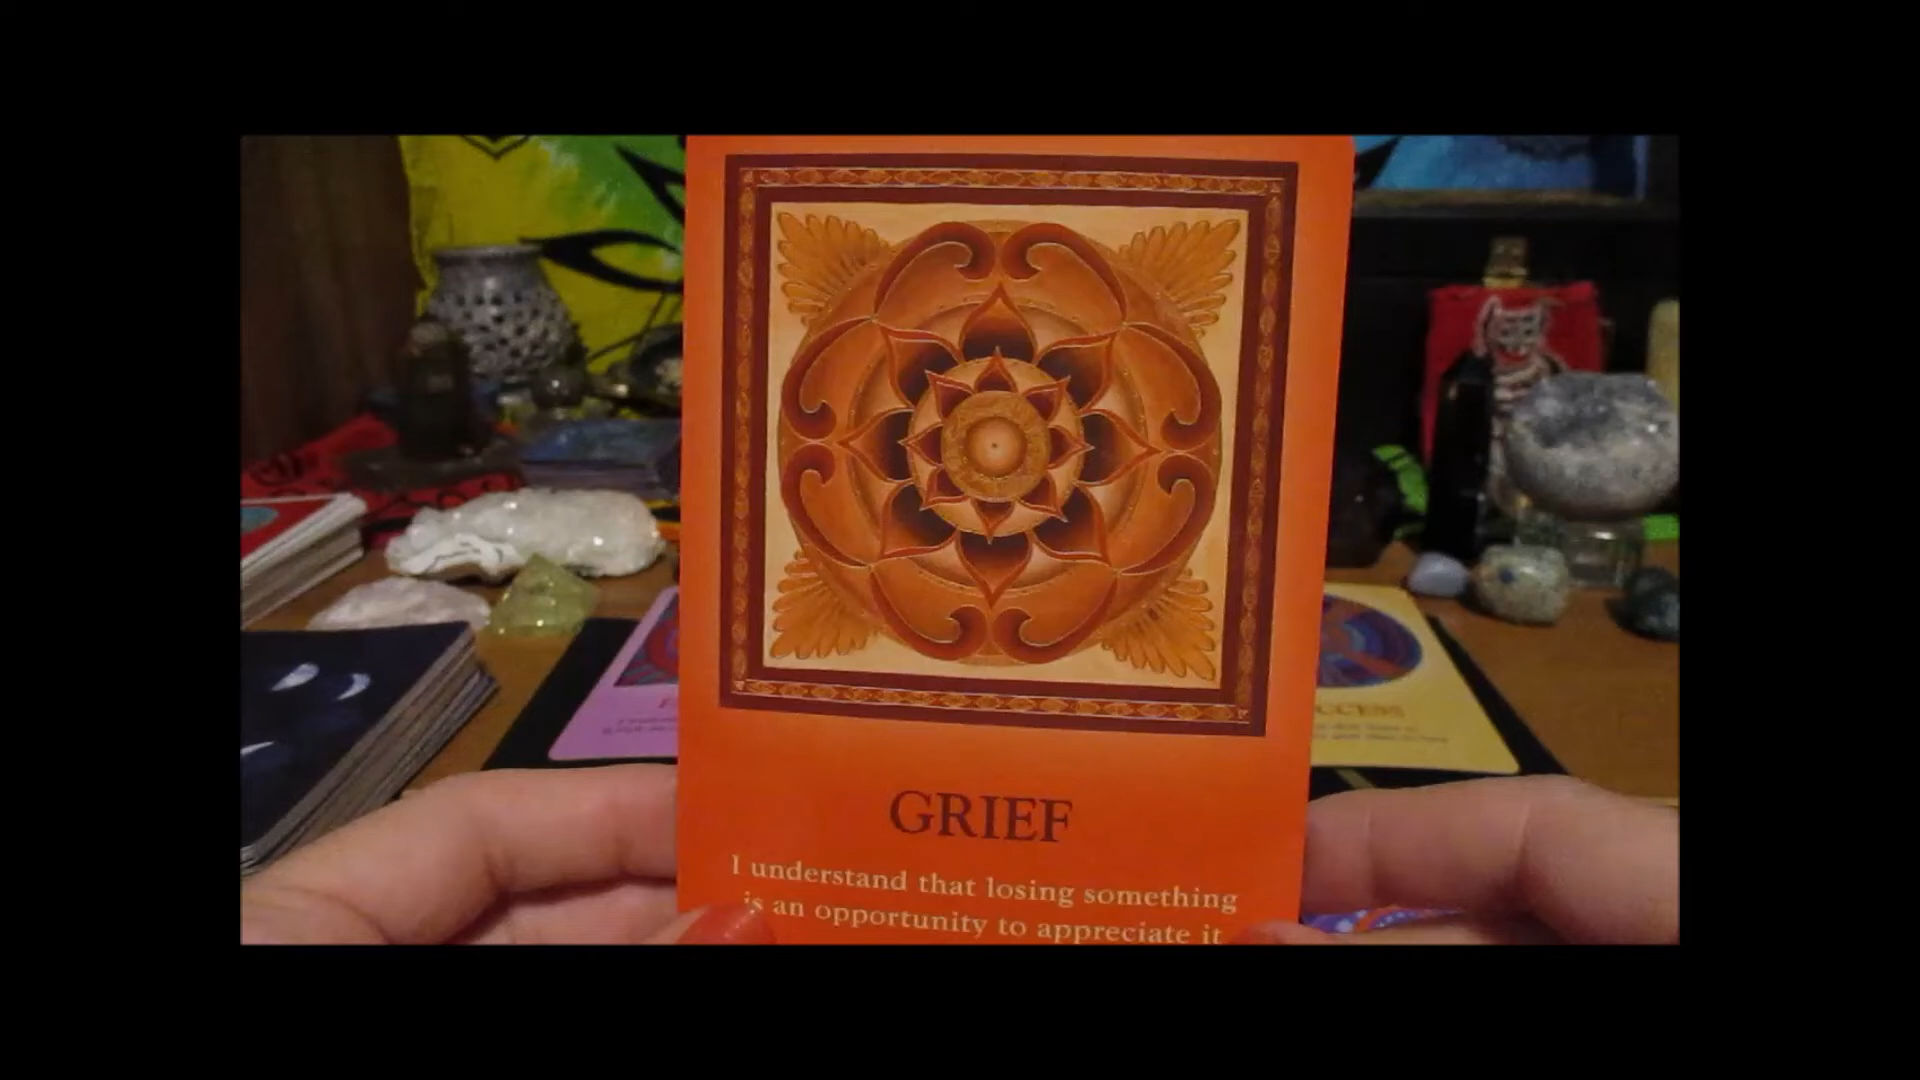 GRIEF
I understand that losing something
is an opportunity to appreciate it